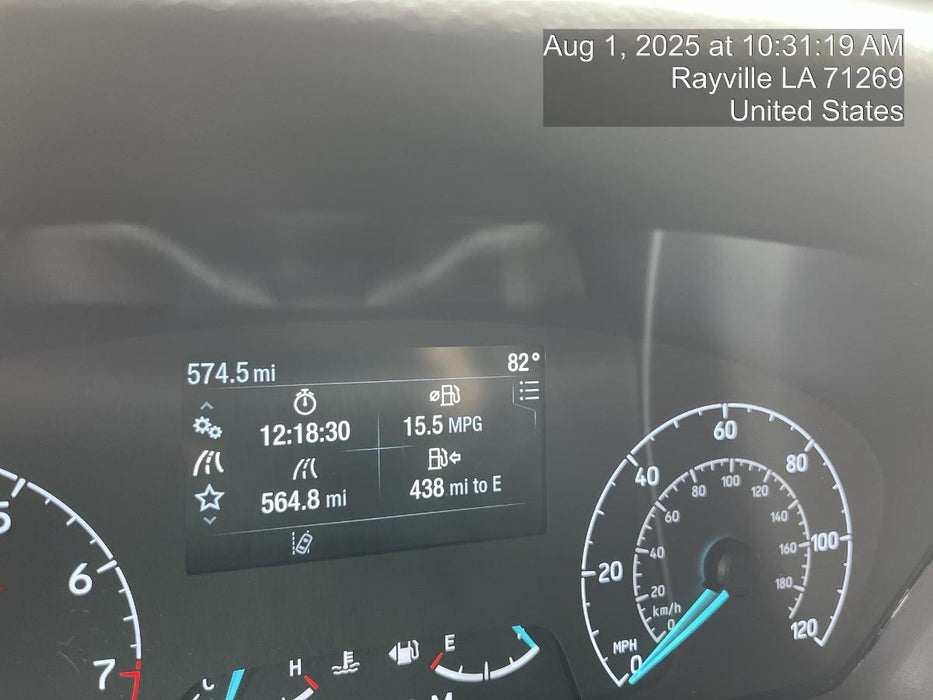 Aug 1, 2025 at 10:31:19 AM
Rayville LA 71269
United States
574.5 mi
82°
12:18:30
15.5 MPG
564.8 mi
438 mi to E
5
6
7
C
H
E
MPH
0
20
40
60
80
100
120
km/h
0
20
40
60
80
100
120
140
160
180